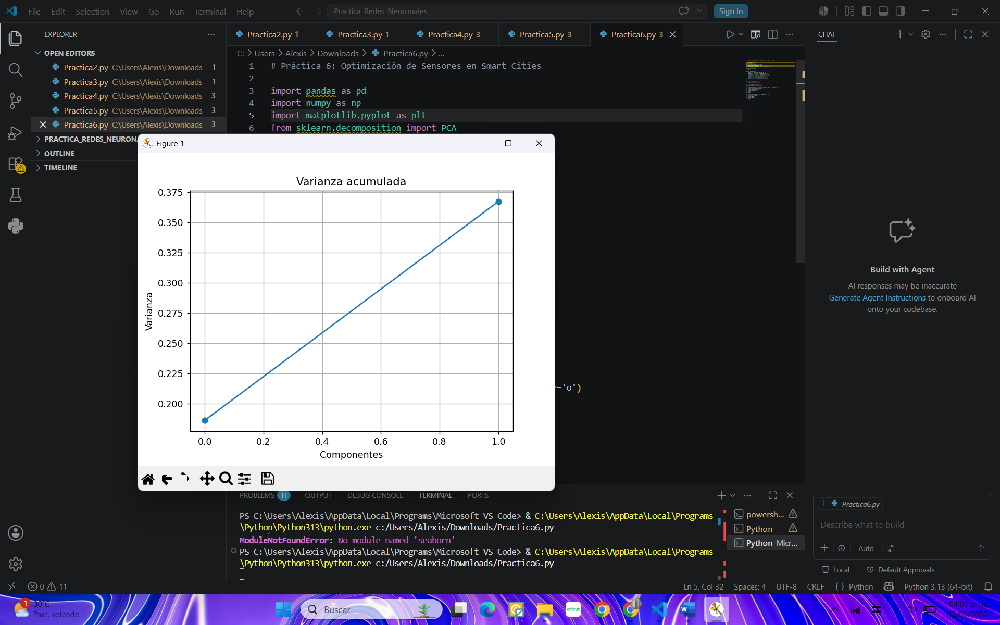 File Edit Selection View Go Run Terminal Help
Practica_Redes_Neuronales
Sign In
EXPLORER
OPEN EDITORS
Practica2.py C:\Users\Alexis\Downloads 1
Practica3.py C:\Users\Alexis\Downloads 1
Practica4.py C:\Users\Alexis\Downloads 3
Practica5.py C:\Users\Alexis\Downloads 3
Practica6.py C:\Users\Alexis\Downloads 3
PRACTICA_REDES_NEURONA
OUTLINE
TIMELINE
Practica2.py 1 Practica3.py 1 Practica4.py 3 Practica5.py 3 Practica6.py 3
C: > Users > Alexis > Downloads > Practica6.py > ...
1 # Práctica 6: Optimización de Sensores en Smart Cities
2
3 import pandas as pd
4 import numpy as np
5 import matplotlib.pyplot as plt
6 from sklearn.decomposition import PCA
='o')
Figure 1
Varianza acumulada
0.375
0.350
0.325
0.300
0.275
0.250
0.225
0.200
Varianza
0.0 0.2 0.4 0.6 0.8 1.0
Componentes
PROBLEMS 11 OUTPUT DEBUG CONSOLE TERMINAL PORTS
PS C:\Users\Alexis\AppData\Local\Programs\Microsoft VS Code> & C:\Users\Alexis\AppData\Local\Programs
\Python\Python313\python.exe c:/Users/Alexis/Downloads/Practica6.py
ModuleNotFoundError: No module named 'seaborn'
PS C:\Users\Alexis\AppData\Local\Programs\Microsoft VS Code> & C:\Users\Alexis\AppData\Local\Programs
\Python\Python313\python.exe c:/Users/Alexis/Downloads/Practica6.py
powersh...
Python
Python Micr...
CHAT
Build with Agent
AI responses may be inaccurate
Generate Agent Instructions to onboard AI
onto your codebase.
Practica6.py
Describe what to build
Auto
Local Default Approvals
0 11
Ln 5, Col 32 Spaces: 4 UTF-8 CRLF { } Python Python 3.13 (64-bit)
1
30°C
Parc. soleado
Buscar
cricut
04:05 p. m.
05/06/2026